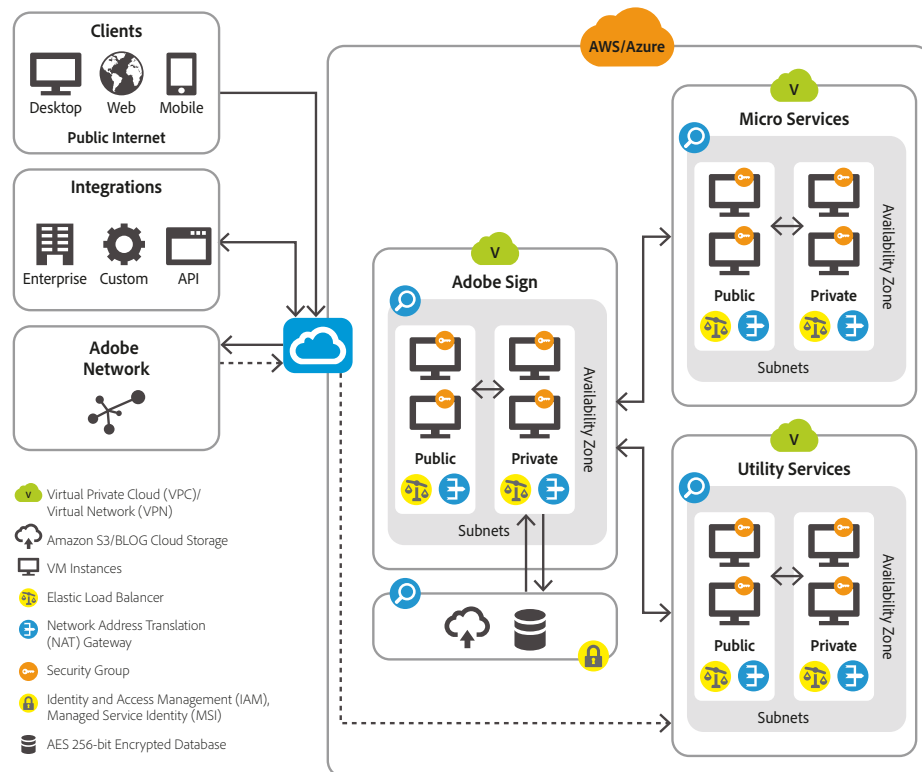 Clients
Desktop
Web
Mobile
Public Internet
Integrations
Enterprise
Custom
API
Adobe
Network
AWS/Azure
V
Adobe Sign
Public
Private
Availability Zone
Subnets
V
Micro Services
Public
Private
Availability Zone
Subnets
V
Utility Services
Public
Private
Availability Zone
Subnets
V
Virtual Private Cloud (VPC)/
Virtual Network (VPN)
Amazon S3/BLOG Cloud Storage
VM Instances
Elastic Load Balancer
Network Address Translation
(NAT) Gateway
Security Group
Identity and Access Management (IAM),
Managed Service Identity (MSI)
AES 256-bit Encrypted Database